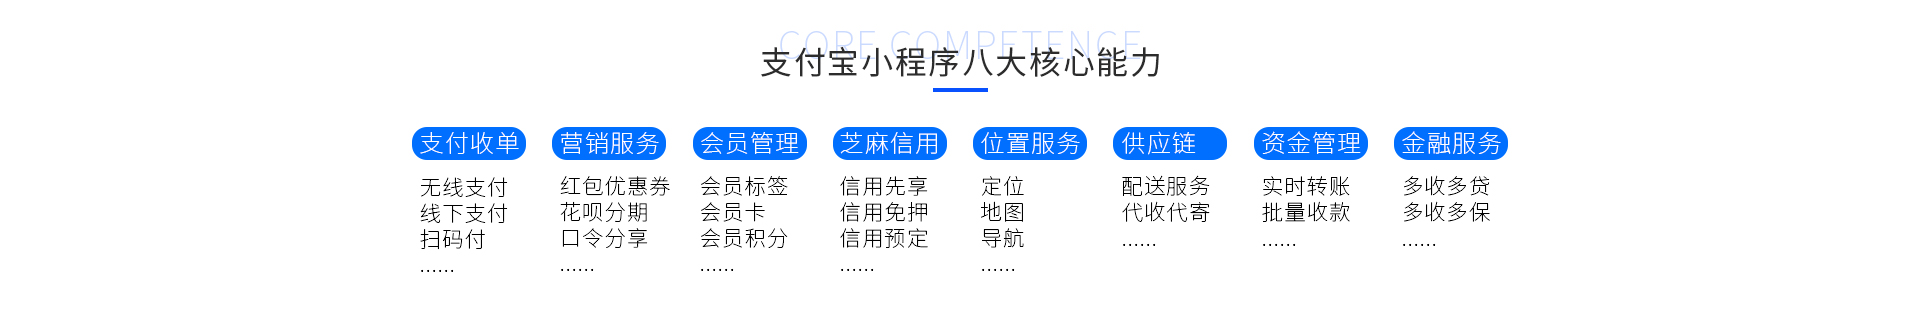 CORE COMPETENCE
支付宝小程序八大核心能力
支付收单
无线支付
线下支付
扫码付
......
营销服务
红包优惠券
花呗分期
口令分享
......
会员管理
会员标签
会员卡
会员积分
......
芝麻信用
信用先享
信用免押
信用预定
......
位置服务
定位
地图
导航
......
供应链
配送服务
代收代寄
......
资金管理
实时转账
批量收款
......
金融服务
多收多贷
多收多保
......